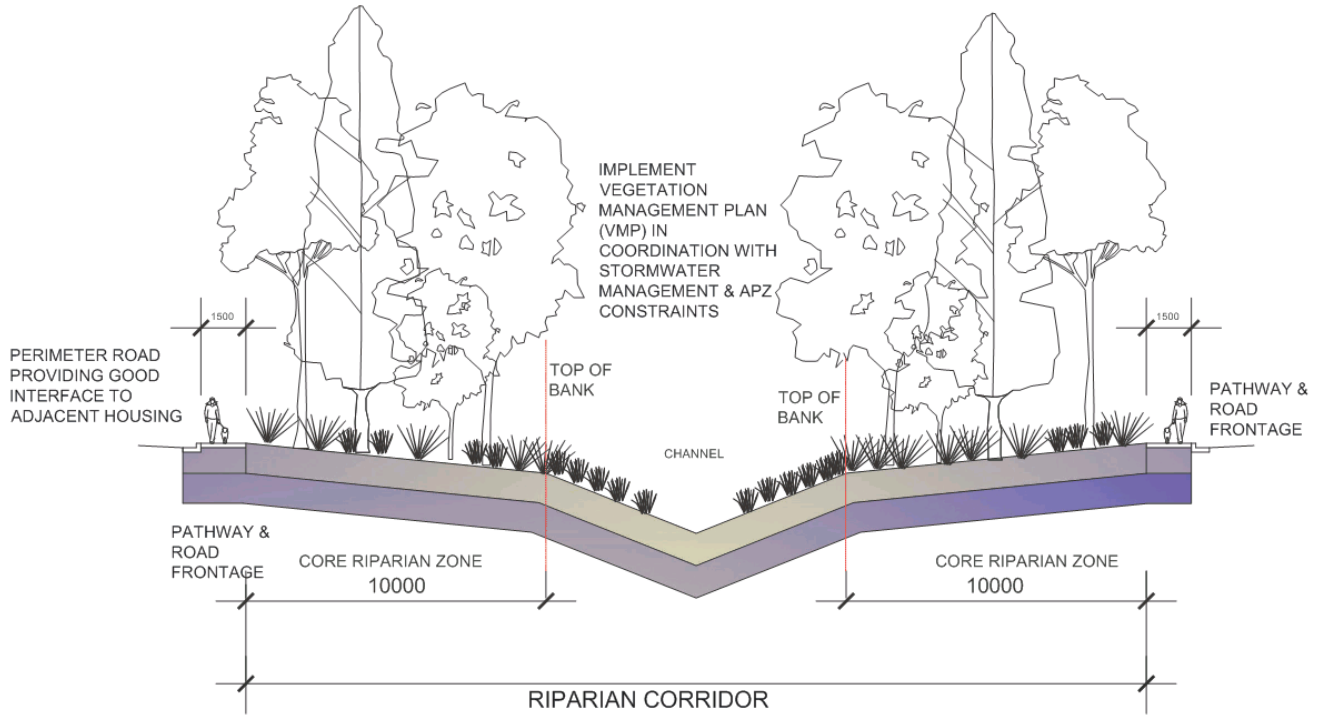 IMPLEMENT
VEGETATION
MANAGEMENT PLAN
(VMP) IN
COORDINATION WITH
STORMWATER
MANAGEMENT & APZ
CONSTRAINTS
1500
1500
PERIMETER ROAD
PROVIDING GOOD
INTERFACE TO
ADJACENT HOUSING
TOP OF
BANK
TOP OF
BANK
PATHWAY &
ROAD
FRONTAGE
CHANNEL
PATHWAY &
ROAD
FRONTAGE
CORE RIPARIAN ZONE
10000
CORE RIPARIAN ZONE
10000
RIPARIAN CORRIDOR